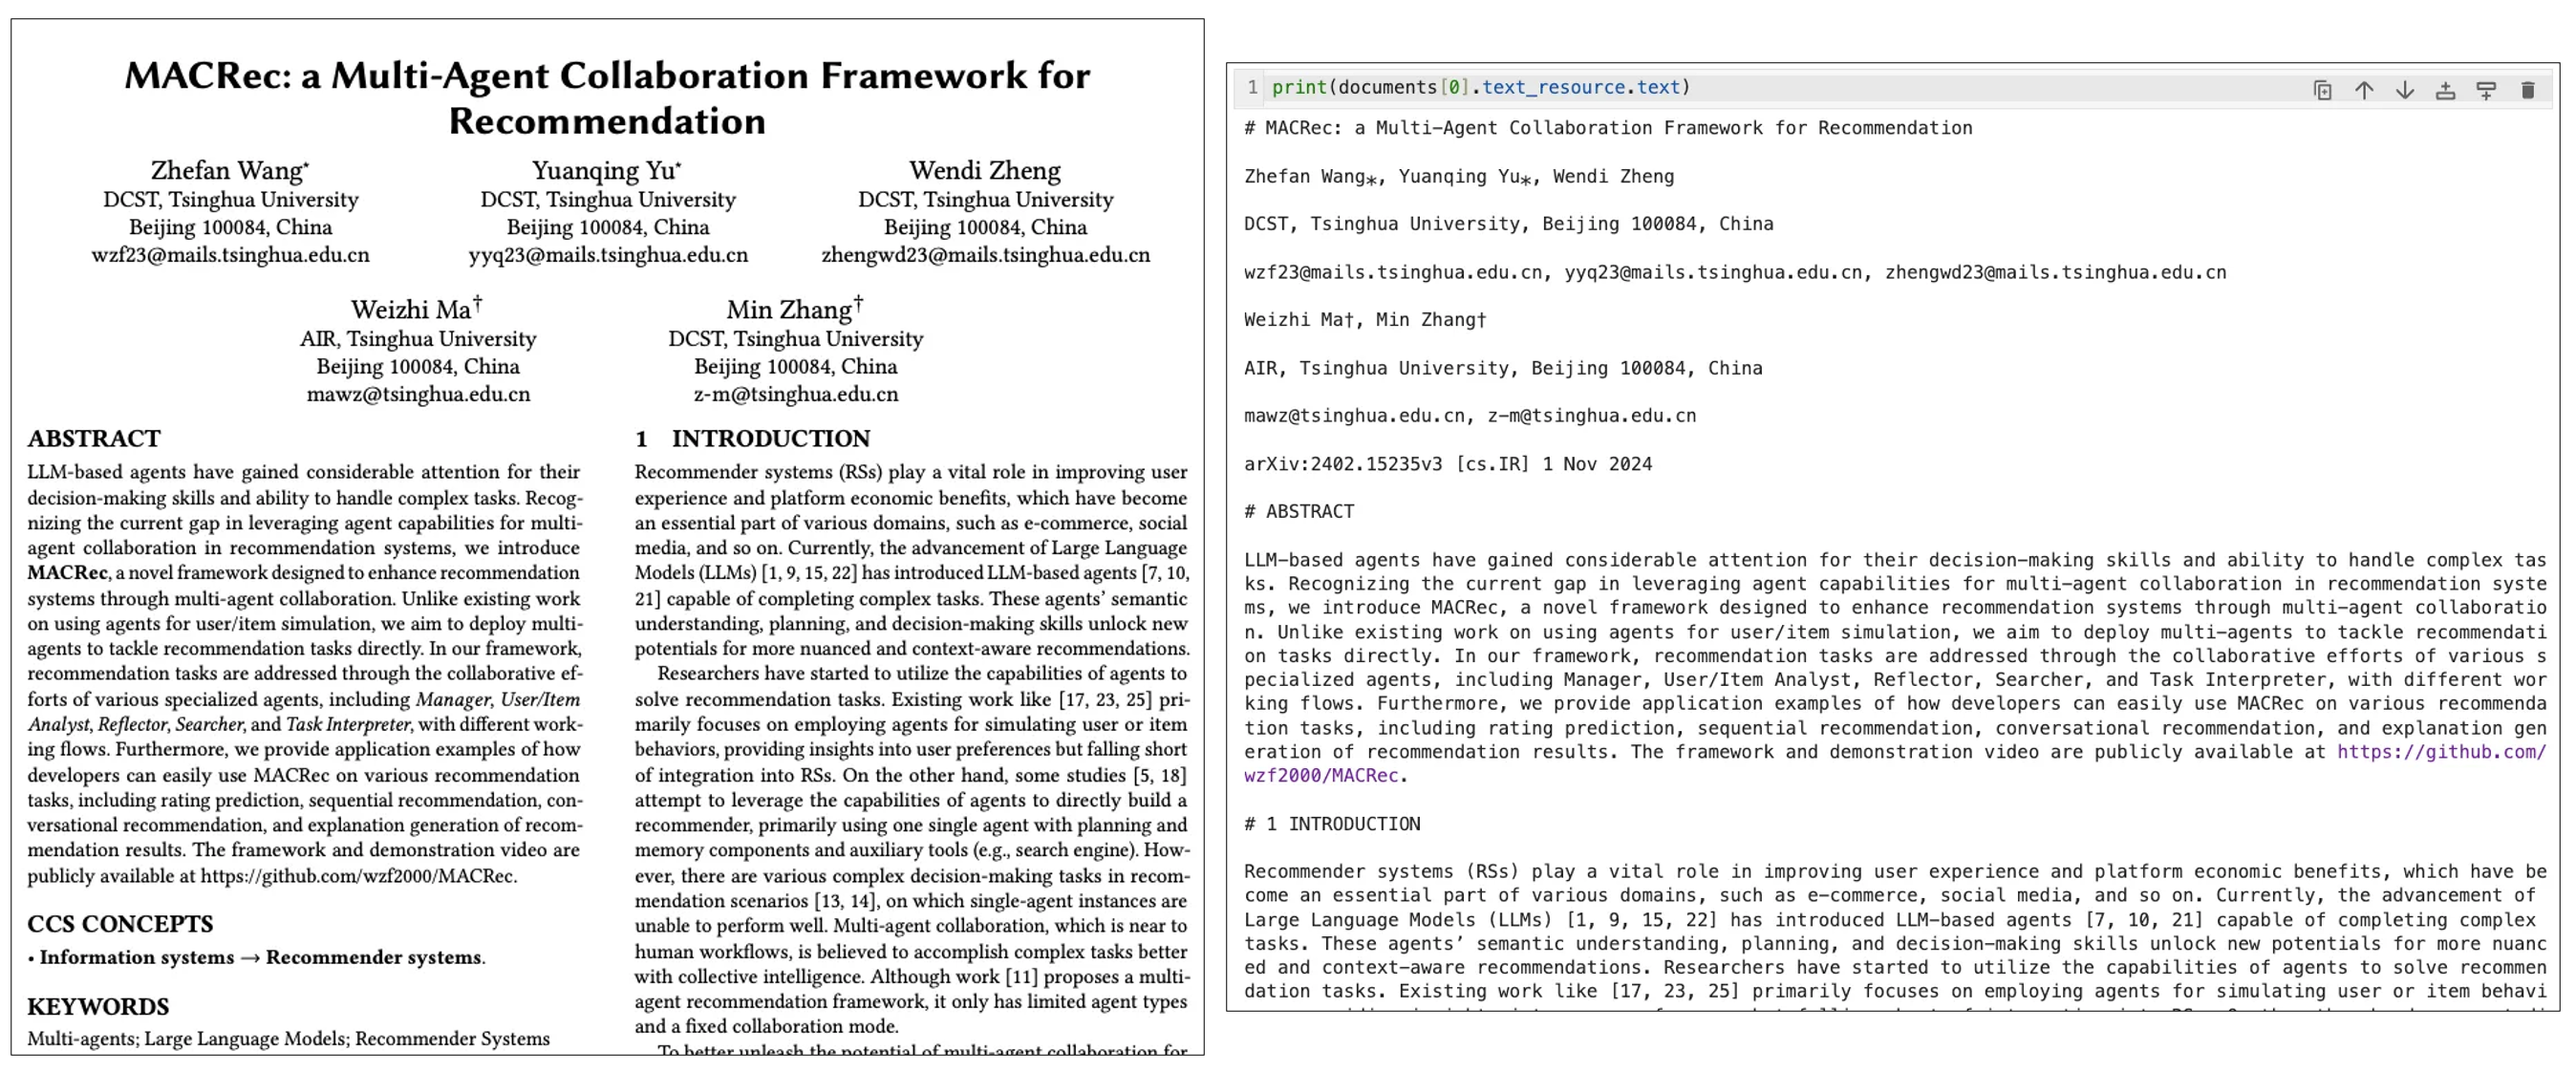 MACRec: a Multi-Agent Collaboration Framework for
Recommendation
Zhefan Wang*
DCST, Tsinghua University
Beijing 100084, China
wzf23@mails.tsinghua.edu.cn
Yuanqing Yu*
DCST, Tsinghua University
Beijing 100084, China
yyq23@mails.tsinghua.edu.cn
Wendi Zheng
DCST, Tsinghua University
Beijing 100084, China
zhengwd23@mails.tsinghua.edu.cn
Weizhi Ma†
AIR, Tsinghua University
Beijing 100084, China
mawz@tsinghua.edu.cn
Min Zhang†
DCST, Tsinghua University
Beijing 100084, China
z-m@tsinghua.edu.cn
ABSTRACT
LLM-based agents have gained considerable attention for their
decision-making skills and ability to handle complex tasks. Recog-
nizing the current gap in leveraging agent capabilities for multi-
agent collaboration in recommendation systems, we introduce
MACRec, a novel framework designed to enhance recommendation
systems through multi-agent collaboration. Unlike existing work
on using agents for user/item simulation, we aim to deploy multi-
agents to tackle recommendation tasks directly. In our framework,
recommendation tasks are addressed through the collaborative ef-
forts of various specialized agents, including Manager, User/Item
Analyst, Reflector, Searcher, and Task Interpreter, with different work-
ing flows. Furthermore, we provide application examples of how
developers can easily use MACRec on various recommendation
tasks, including rating prediction, sequential recommendation, con-
versational recommendation, and explanation generation of recom-
mendation results. The framework and demonstration video are
publicly available at https://github.com/wzf2000/MACRec.
CCS CONCEPTS
• Information systems → Recommender systems.
KEYWORDS
Multi-agents; Large Language Models; Recommender Systems
1 INTRODUCTION
Recommender systems (RSs) play a vital role in improving user
experience and platform economic benefits, which have become
an essential part of various domains, such as e-commerce, social
media, and so on. Currently, the advancement of Large Language
Models (LLMs) [1, 9, 15, 22] has introduced LLM-based agents [7, 10,
21] capable of completing complex tasks. These agents’ semantic
understanding, planning, and decision-making skills unlock new
potentials for more nuanced and context-aware recommendations.
Researchers have started to utilize the capabilities of agents to
solve recommendation tasks. Existing work like [17, 23, 25] pri-
marily focuses on employing agents for simulating user or item
behaviors, providing insights into user preferences but falling short
of integration into RSs. On the other hand, some studies [5, 18]
attempt to leverage the capabilities of agents to directly build a
recommender, primarily using one single agent with planning and
memory components and auxiliary tools (e.g., search engine). How-
ever, there are various complex decision-making tasks in recom-
mendation scenarios [13, 14], on which single-agent instances are
unable to perform well. Multi-agent collaboration, which is near to
human workflows, is believed to accomplish complex tasks better
with collective intelligence. Although work [11] proposes a multi-
agent recommendation framework, it only has limited agent types
and a fixed collaboration mode.
To better unleash the potential of multi-agent collaboration for
1 print(documents[0].text_resource.text)
# MACRec: a Multi-Agent Collaboration Framework for Recommendation
Zhefan Wang∗, Yuanqing Yu∗, Wendi Zheng
DCST, Tsinghua University, Beijing 100084, China
wzf23@mails.tsinghua.edu.cn, yyq23@mails.tsinghua.edu.cn, zhengwd23@mails.tsinghua.edu.cn
Weizhi Ma†, Min Zhang†
AIR, Tsinghua University, Beijing 100084, China
mawz@tsinghua.edu.cn, z-m@tsinghua.edu.cn
arXiv:2402.15235v3 [cs.IR] 1 Nov 2024
# ABSTRACT
LLM-based agents have gained considerable attention for their decision-making skills and ability to handle complex tas
ks. Recognizing the current gap in leveraging agent capabilities for multi-agent collaboration in recommendation syste
ms, we introduce MACRec, a novel framework designed to enhance recommendation systems through multi-agent collaboratio
n. Unlike existing work on using agents for user/item simulation, we aim to deploy multi-agents to tackle recommendati
on tasks directly. In our framework, recommendation tasks are addressed through the collaborative efforts of various s
pecialized agents, including Manager, User/Item Analyst, Reflector, Searcher, and Task Interpreter, with different wor
king flows. Furthermore, we provide application examples of how developers can easily use MACRec on various recommenda
tion tasks, including rating prediction, sequential recommendation, conversational recommendation, and explanation gen
eration of recommendation results. The framework and demonstration video are publicly available at https://github.com/
wzf2000/MACRec.
# 1 INTRODUCTION
Recommender systems (RSs) play a vital role in improving user experience and platform economic benefits, which have be
come an essential part of various domains, such as e-commerce, social media, and so on. Currently, the advancement of
Large Language Models (LLMs) [1, 9, 15, 22] has introduced LLM-based agents [7, 10, 21] capable of completing complex
tasks. These agents’ semantic understanding, planning, and decision-making skills unlock new potentials for more nuanc
ed and context-aware recommendations. Researchers have started to utilize the capabilities of agents to solve recommen
dation tasks. Existing work like [17, 23, 25] primarily focuses on employing agents for simulating user or item behavi